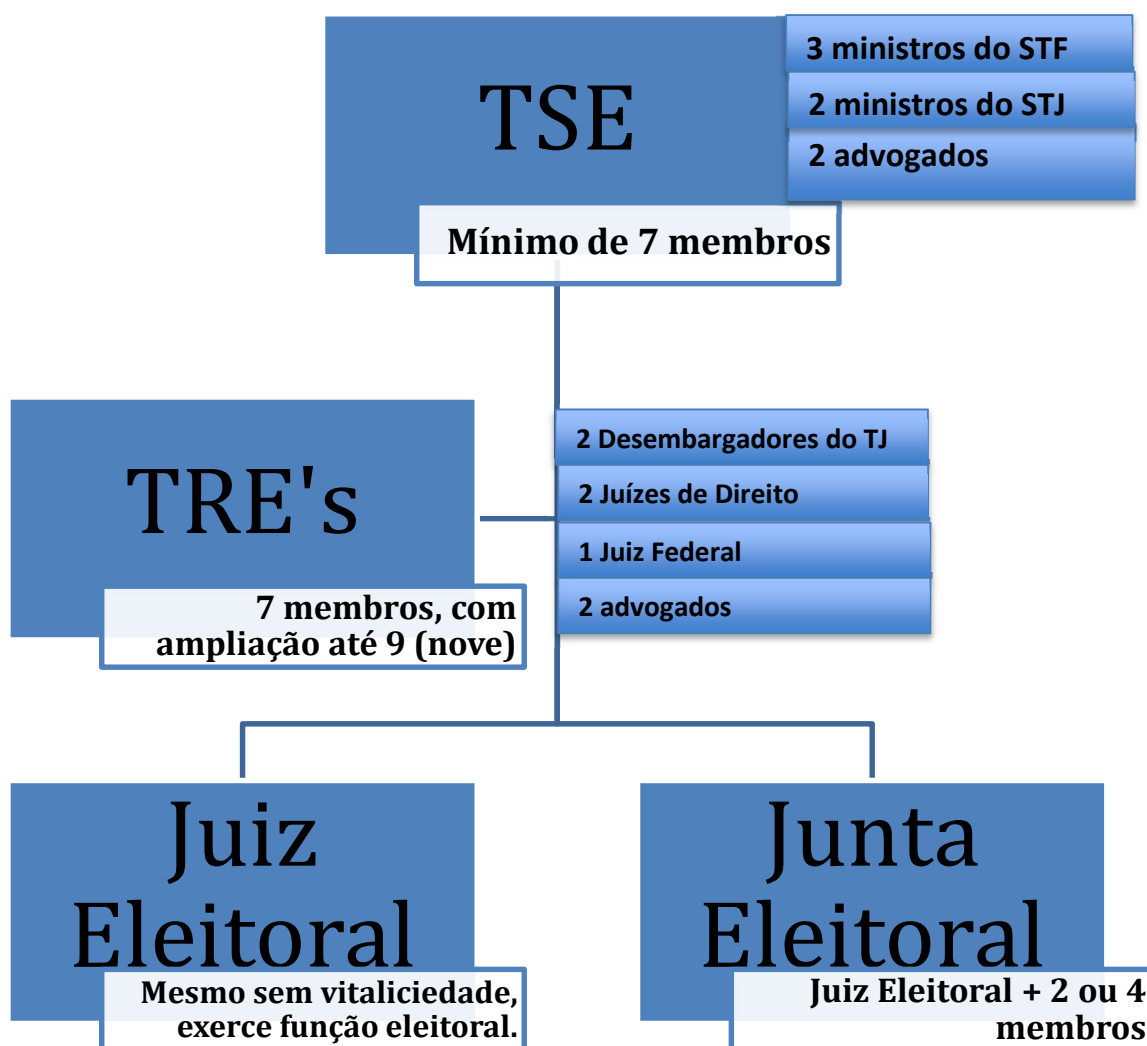 TSE
3 ministros do STF
2 ministros do STJ
2 advogados
Mínimo de 7 membros
TRE's
2 Desembargadores do TJ
2 Juízes de Direito
1 Juiz Federal
2 advogados
7 membros, com
ampliação até 9 (nove)
Juiz
Eleitoral
Mesmo sem vitaliciedade,
exerce função eleitoral.
Junta
Eleitoral
Juiz Eleitoral + 2 ou 4
membros